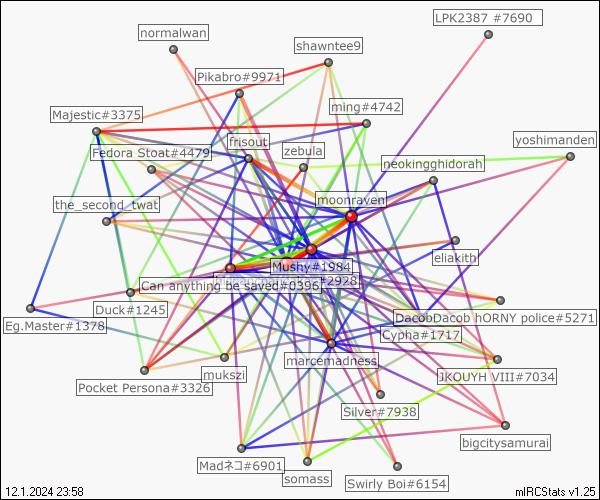 LPK2387 #7690
normalwan
shawntee9
Pikabro#9971
ming#4742
Majestic#3375
frisout
yoshimanden
Fedora Stoat#4479
zebula
neokingghidorah
moonraven
the_second_twat
eliakith
Mushy#1984
#2928
Can anything be saved#0396
Duck#1245
DacobDacob hORNY police#5271
Eg.Master#1378
Cypha#1717
marcemadness
mukszi
JKOUYH VIII#7034
Pocket Persona#3326
Silver#7938
bigcitysamurai
Madネコ#6901
somass
Swirly Boi#6154
12.1.2024 23:58
mIRCStats v1.25